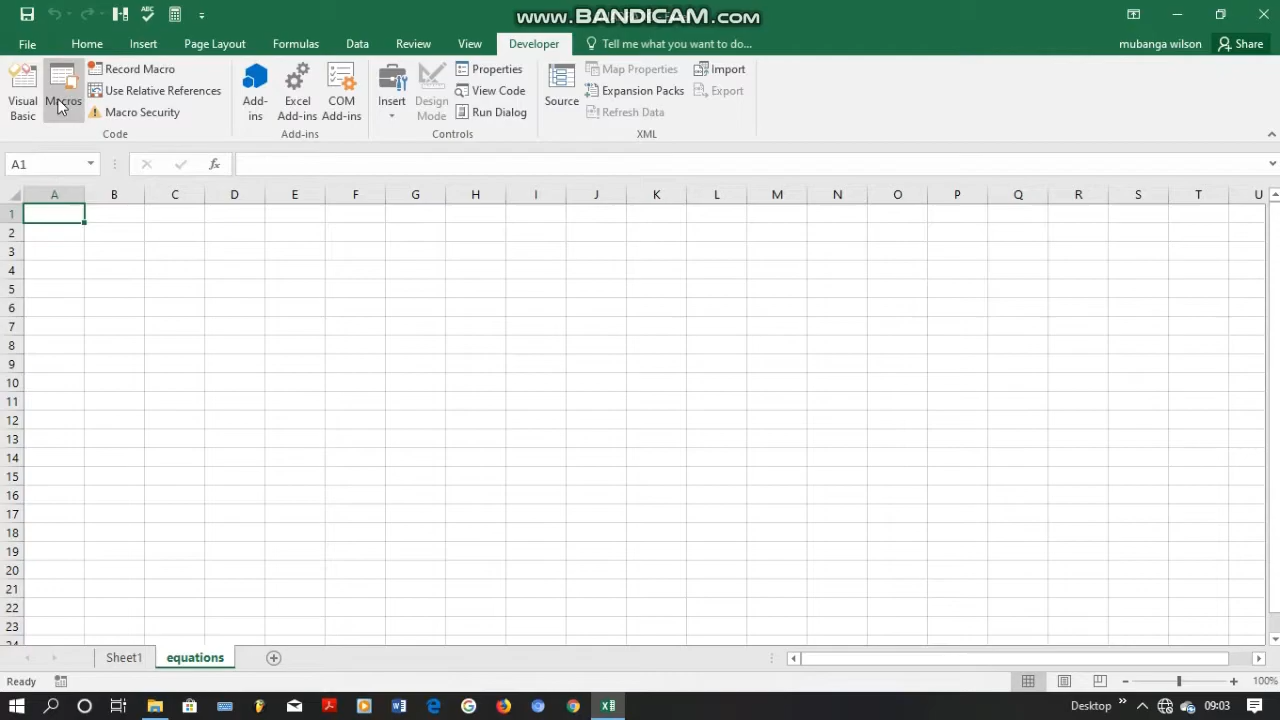 ABC
www.BANDICAM.com
File Home Insert Page Layout Formulas Data Review View Developer Tell me what you want to do... mubanga wilson Share
Visual Basic
Macros
Record Macro
Use Relative References
Macro Security
Code
Add-ins
Excel Add-ins
COM Add-ins
Add-ins
Insert
Design Mode
Properties
View Code
Run Dialog
Controls
Source
Map Properties
Expansion Packs
Refresh Data
Import
Export
XML
A1 fx
A B C D E F G H I J K L M N O P Q R S T U
1
2
3
4
5
6
7
8
9
10
11
12
13
14
15
16
17
18
19
20
21
22
23
Sheet1 equations
Ready 100%
Desktop 09:03